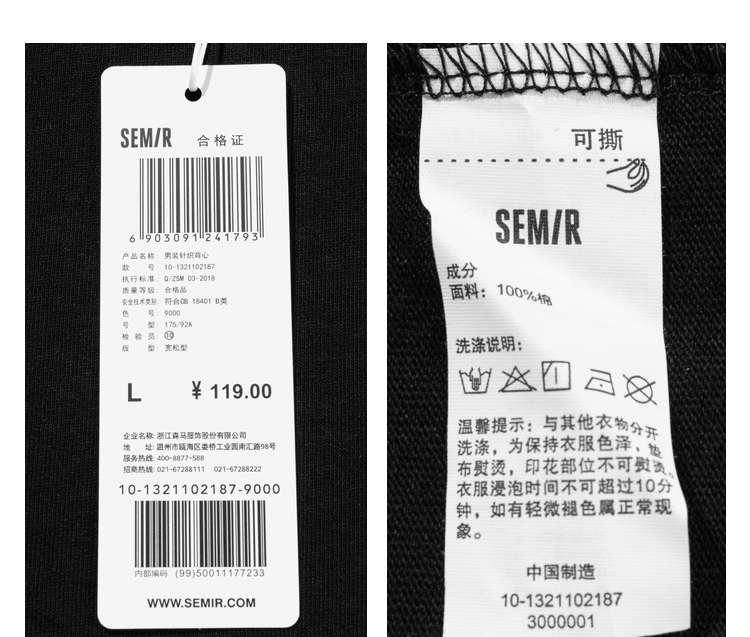 SEMIR 合格证
6 903091 241793
产品名称: 男装针织背心
款 号: 10-1321102187
执行标准: Q/ZSM 03-2018
质量等级: 合格品
安全技术类别: 符合GB 18401 B类
色 号: 9000
号 型: 175/92A
检 验 员: ⑩
版 型: 宽松型
L ¥ 119.00
企业名称: 浙江森马服饰股份有限公司
地 址: 温州市瓯海区娄桥工业园南汇路98号
服务热线: 400-8877-588
招商热线: 021-67288111 021-67288222
10-1321102187-9000
内部编码 (99)50011177233
WWW.SEMIR.COM
可撕
SEMIR
成分
面料: 100%棉
洗涤说明:
温馨提示: 与其他衣物分开
洗涤, 为保持衣服色泽, 垫
布熨烫, 印花部位不可熨烫。
衣服浸泡时间不可超过10分
钟, 如有轻微褪色属正常现
象。
中国制造
10-1321102187
3000001